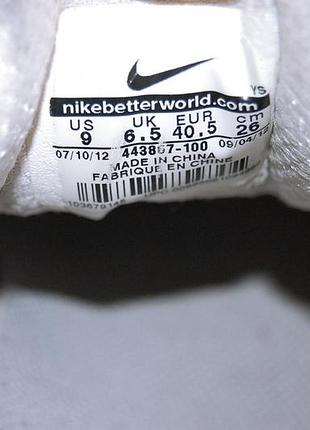 YS
nikebetterworld.com
US UK EUR cm
9 6.5 40.5 26
07/10/12 443867-100 09/04/12
MADE IN CHINA
FABRIQUE EN CHINE